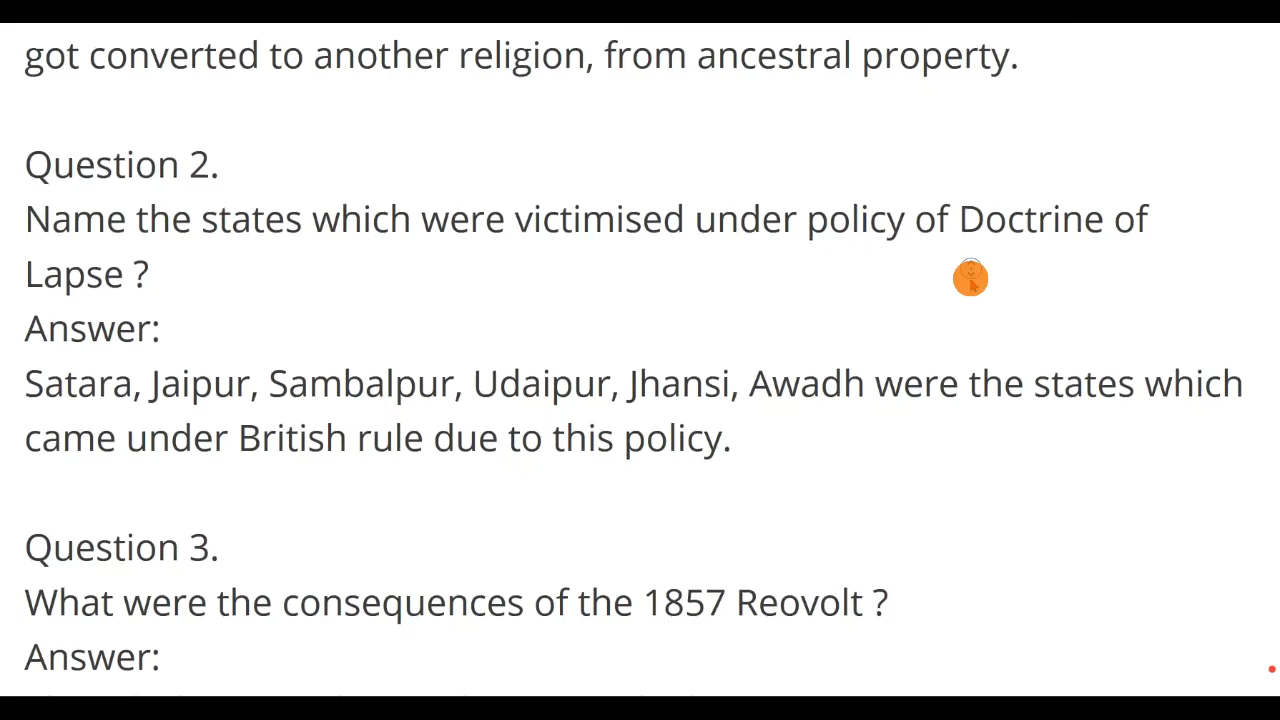 got converted to another religion, from ancestral property.
Question 2.
Name the states which were victimised under policy of Doctrine of
Lapse ?
Answer:
Satara, Jaipur, Sambalpur, Udaipur, Jhansi, Awadh were the states which
came under British rule due to this policy.
Question 3.
What were the consequences of the 1857 Reovolt ?
Answer: